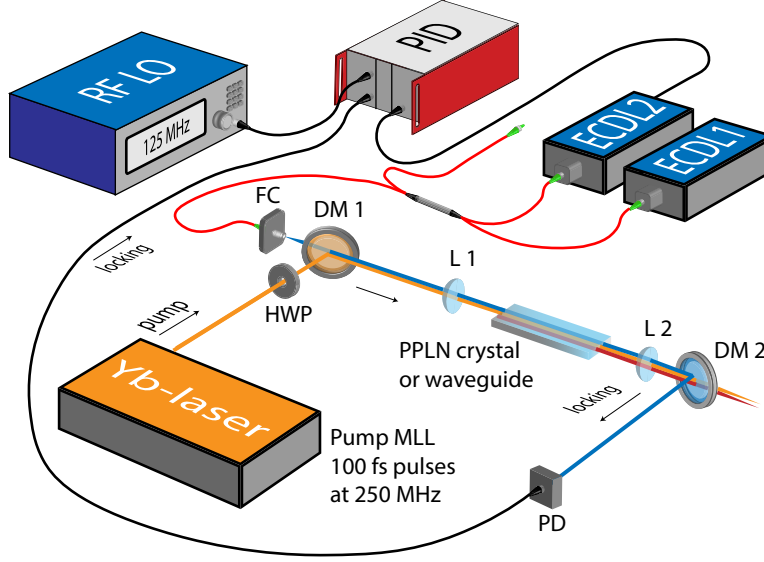 PID
RF LO
125 MHz
ECDL2
ECDL1
FC
DM 1
locking
L 1
HWP
pump
L 2
DM 2
PPLN crystal
or waveguide
locking
Yb-laser
Pump MLL
100 fs pulses
at 250 MHz
PD